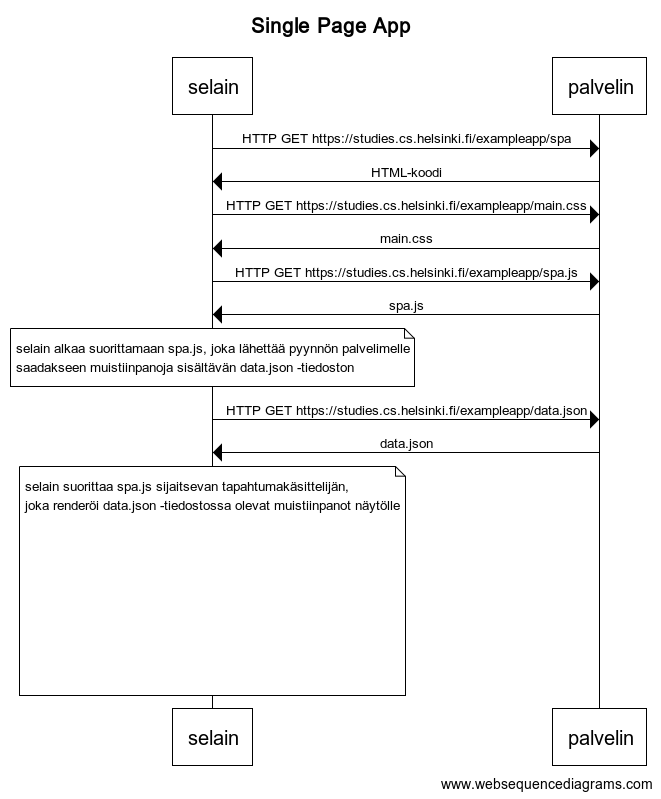 Single Page App
selain
palvelin
HTTP GET https://studies.cs.helsinki.fi/exampleapp/spa
HTML-koodi
HTTP GET https://studies.cs.helsinki.fi/exampleapp/main.css
main.css
HTTP GET https://studies.cs.helsinki.fi/exampleapp/spa.js
spa.js
selain alkaa suorittamaan spa.js, joka lähettää pyynnön palvelimelle
saadakseen muistiinpanoja sisältävän data.json -tiedoston
HTTP GET https://studies.cs.helsinki.fi/exampleapp/data.json
data.json
selain suorittaa spa.js sijaitsevan tapahtumakäsittelijän,
joka renderöi data.json -tiedostossa olevat muistiinpanot näytölle
selain
palvelin
www.websequencediagrams.com